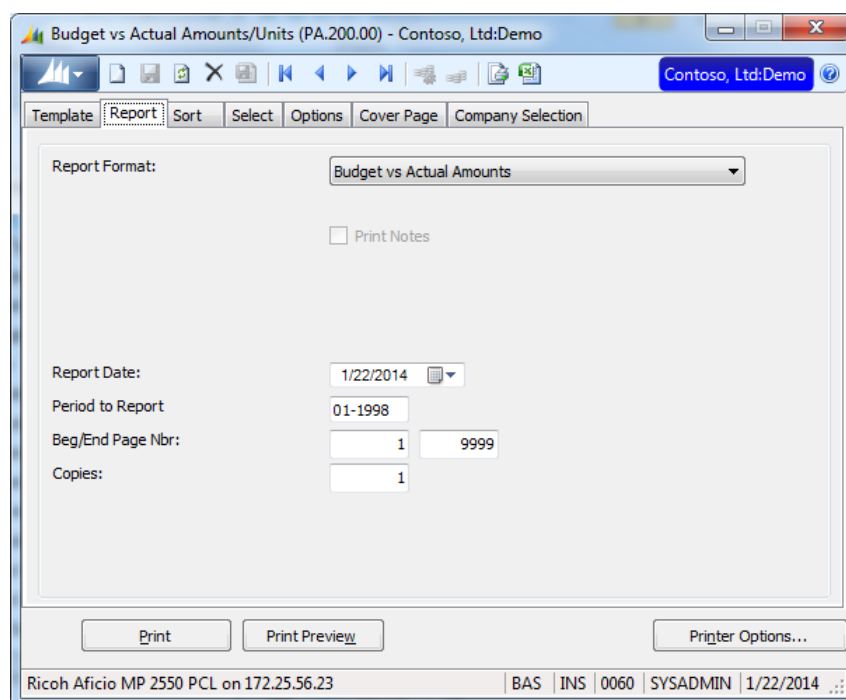 Budget vs Actual Amounts/Units (PA.200.00) - Contoso, Ltd:Demo
Contoso, Ltd:Demo
Template Report Sort Select Options Cover Page Company Selection
Report Format: Budget vs Actual Amounts
Print Notes
Report Date: 1/22/2014
Period to Report 01-1998
Beg/End Page Nbr: 1 9999
Copies: 1
Print Print Preview Printer Options...
Ricoh Aficio MP 2550 PCL on 172.25.56.23 BAS INS 0060 SYSADMIN 1/22/2014